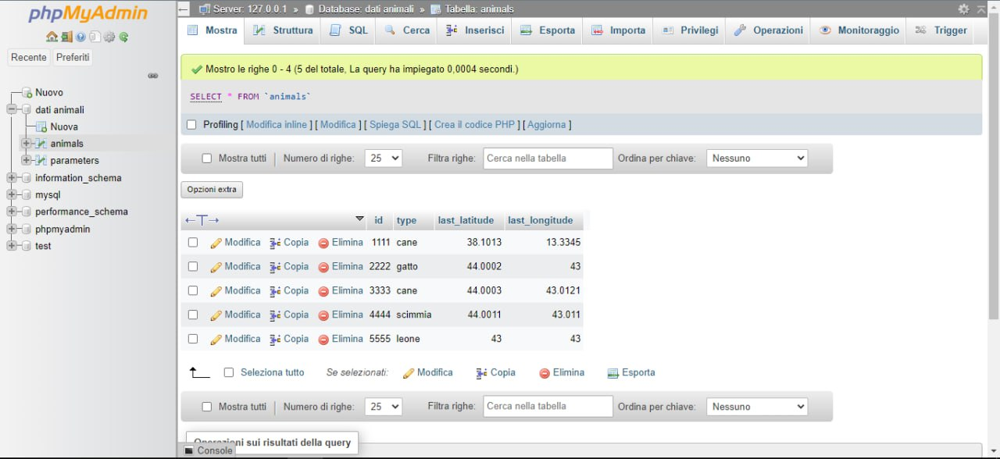 phpMyAdmin
Recente Preferiti
Nuovo
dati animali
Nuova
animals
parameters
information_schema
mysql
performance_schema
phpmyadmin
test
Server: 127.0.0.1 » Database: dati animali » Tabella: animals
Mostra Struttura SQL Cerca Inserisci Esporta Importa Privilegi Operazioni Monitoraggio Trigger
Mostro le righe 0 - 4 (5 del totale, La query ha impiegato 0,0004 secondi.)
SELECT * FROM `animals`
Profiling [ Modifica inline ] [ Modifica ] [ Spiega SQL ] [ Crea il codice PHP ] [ Aggiorna ]
Mostra tutti Numero di righe: 25 Filtra righe: Cerca nella tabella Ordina per chiave: Nessuno
Opzioni extra
←T→ id type last_latitude last_longitude
Modifica Copia Elimina 1111 cane 38.1013 13.3345
Modifica Copia Elimina 2222 gatto 44.0002 43
Modifica Copia Elimina 3333 cane 44.0003 43.0121
Modifica Copia Elimina 4444 scimmia 44.0011 43.011
Modifica Copia Elimina 5555 leone 43 43
Seleziona tutto Se selezionati: Modifica Copia Elimina Esporta
Mostra tutti Numero di righe: 25 Filtra righe: Cerca nella tabella Ordina per chiave: Nessuno
Operazioni sui risultati della query
Console